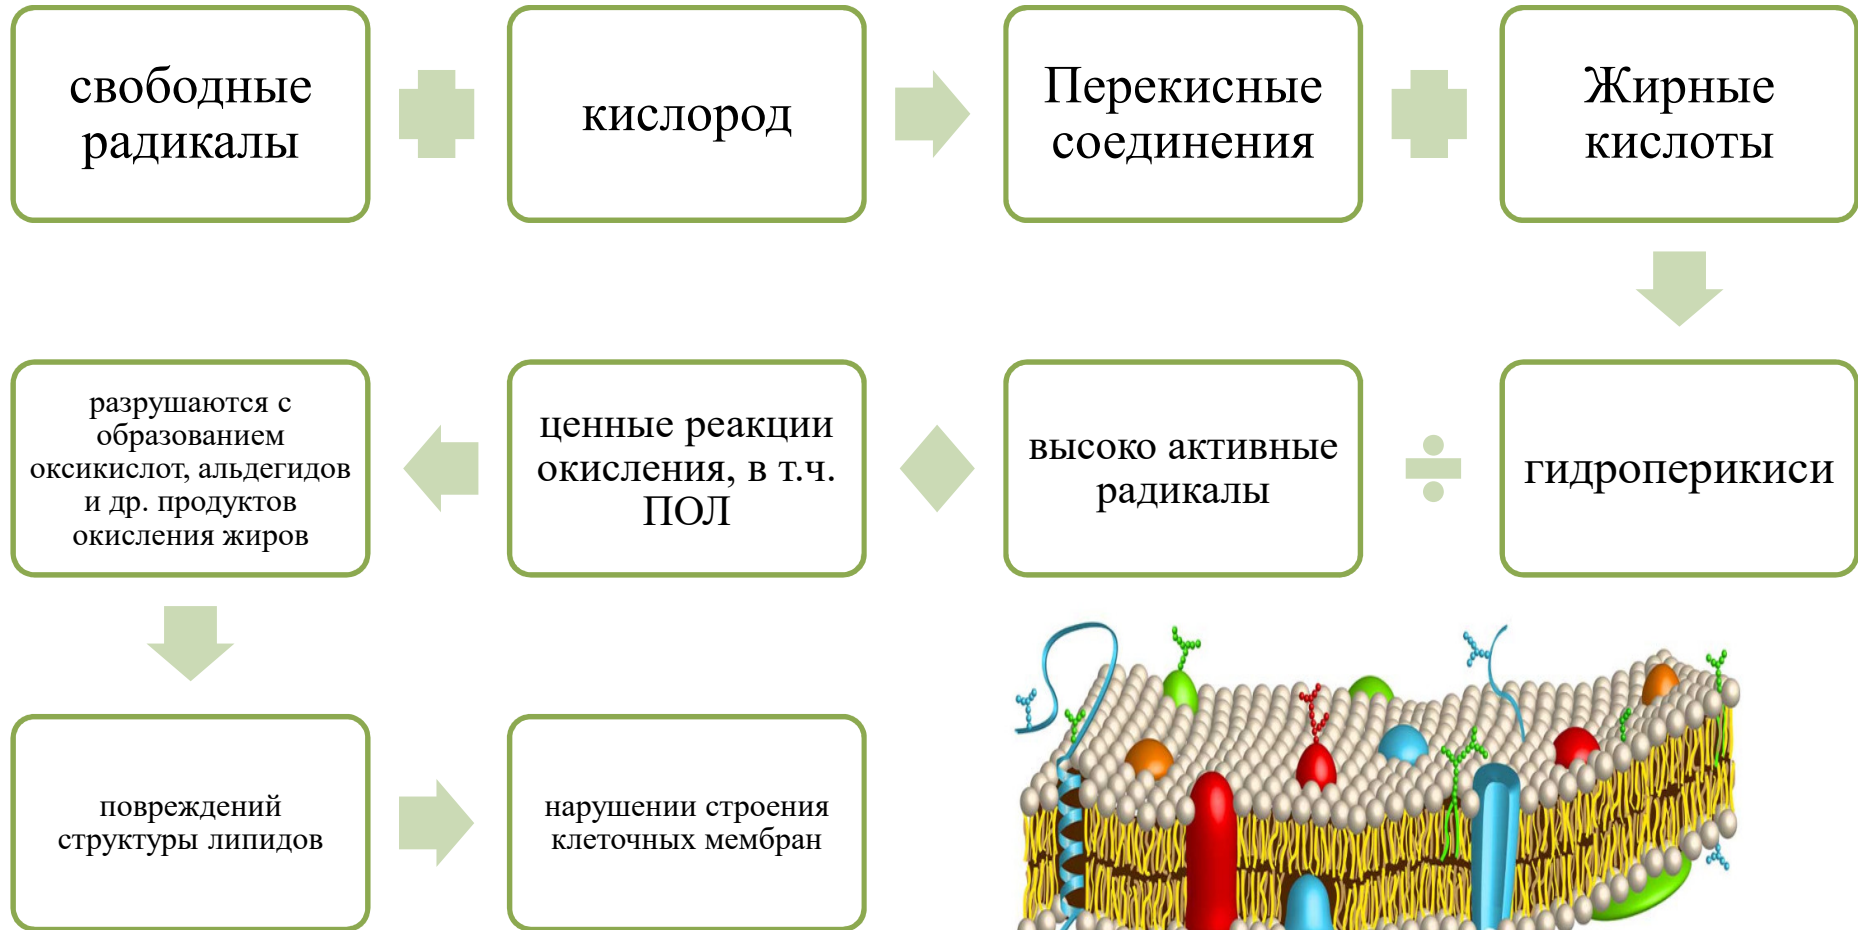 свободные
радикалы
кислород
Перекисные
соединения
Жирные
кислоты
гидроперикиси
высоко активные
радикалы
ценные реакции
окисления, в т.ч.
ПОЛ
разрушаются с
образованием
оксикислот, альдегидов
и др. продуктов
окисления жиров
повреждений
структуры липидов
нарушении строения
клеточных мембран